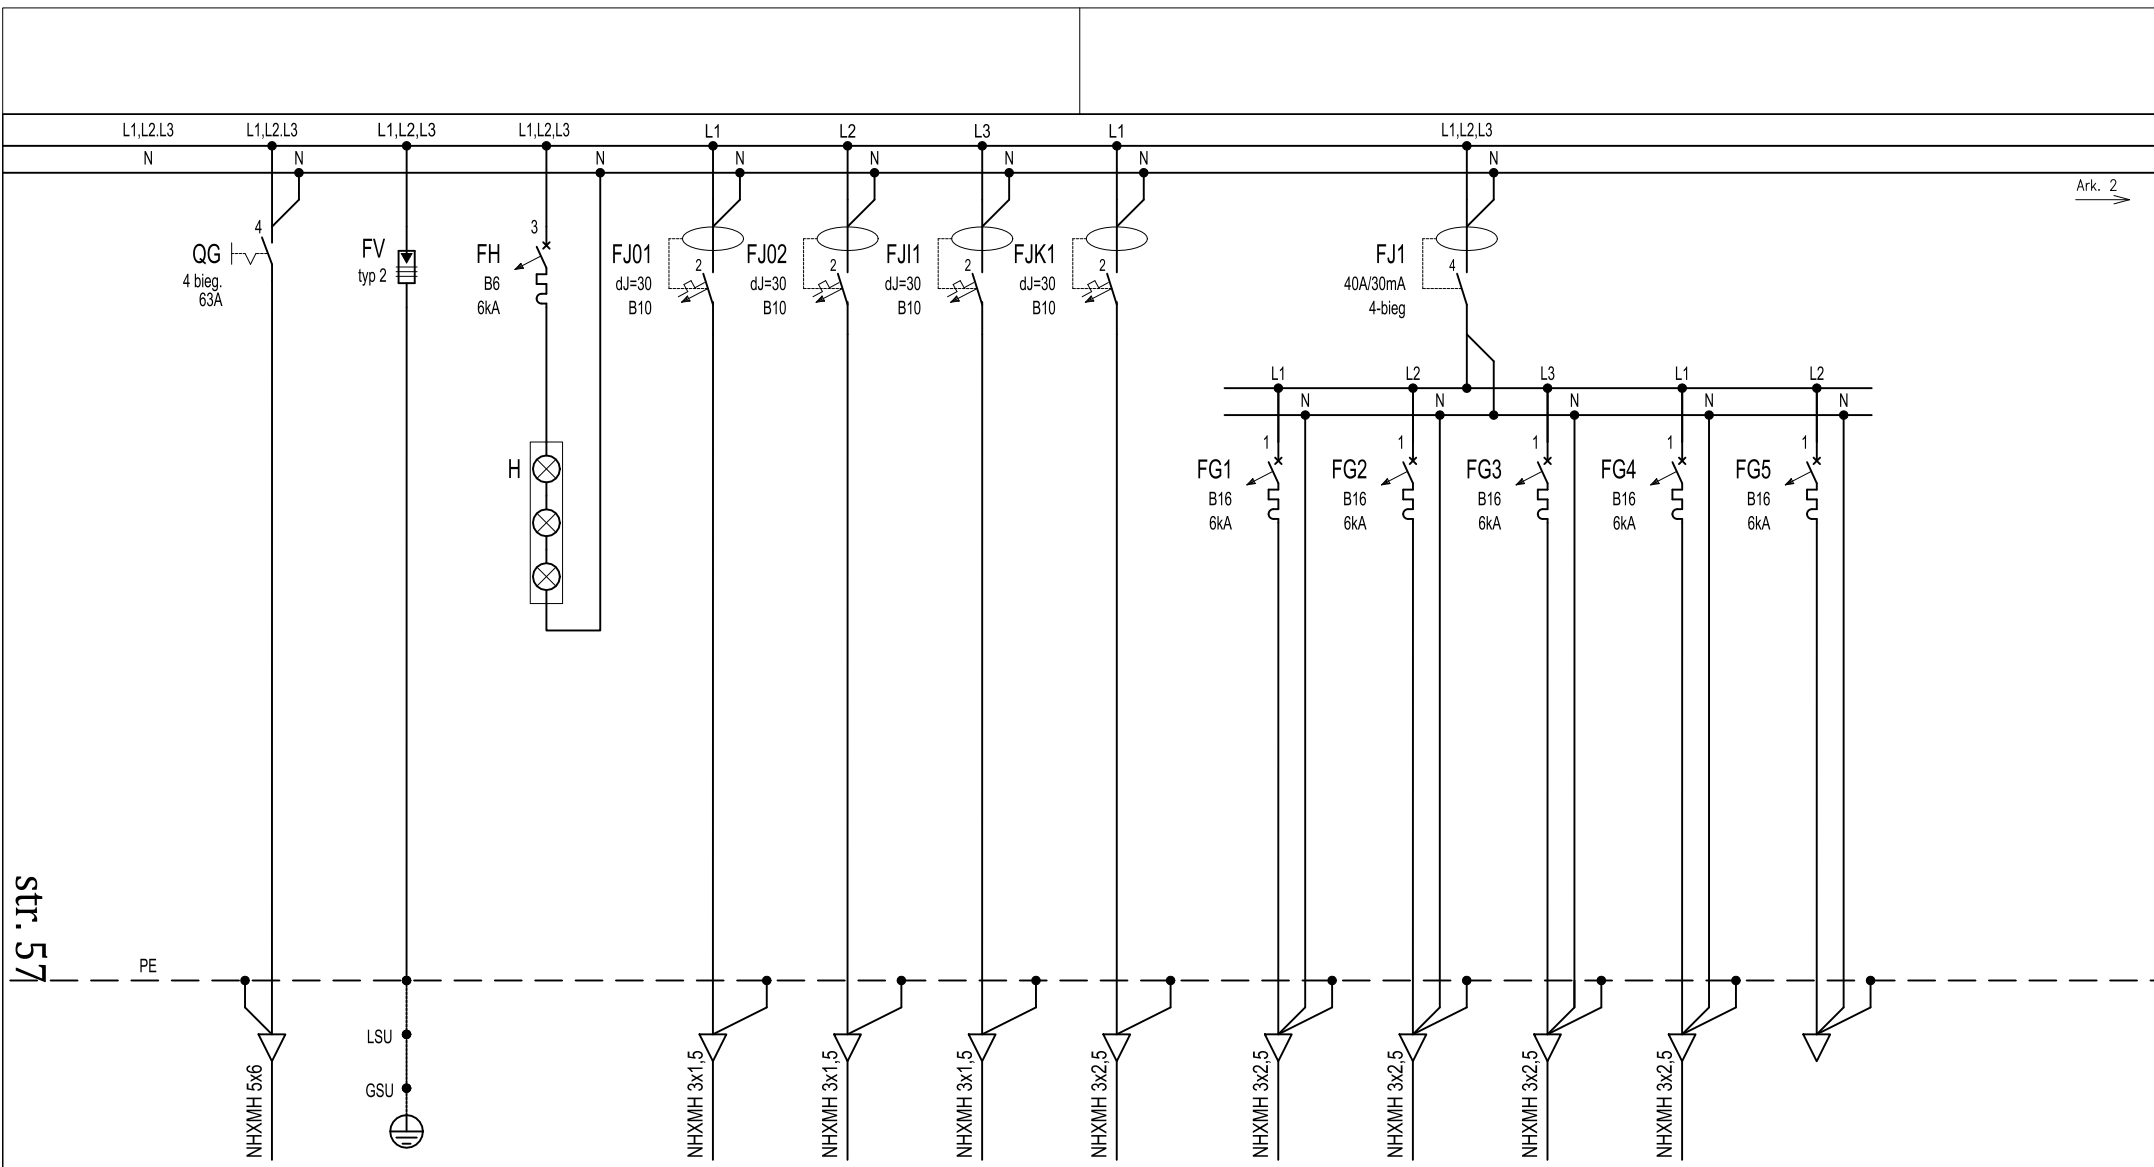 L1,L2.L3 L1,L2.L3 L1,L2,L3 L1,L2,L3 L1 L2 L3 L1 L1,L2,L3
N N N N N N N N
Ark. 2
4 3
QG FV FH FJ01 FJ02 FJI1 FJK1 FJ1
2 2 2 2 4
4 bieg. typ 2 B6 dJ=30 dJ=30 dJ=30 dJ=30 40A/30mA
63A 6kA B10 B10 B10 B10 4-bieg
L1 L2 L3 L1 L2
N N N N N
1 1 1 1 1
H FG1 FG2 FG3 FG4 FG5
B16 B16 B16 B16 B16
6kA 6kA 6kA 6kA 6kA
str. 57
PE
LSU
GSU
NHXMH 5x6
NHXMH 3x1,5
NHXMH 3x1,5
NHXMH 3x1,5
NHXMH 3x2,5
NHXMH 3x2,5
NHXMH 3x2,5
NHXMH 3x2,5
NHXMH 3x2,5